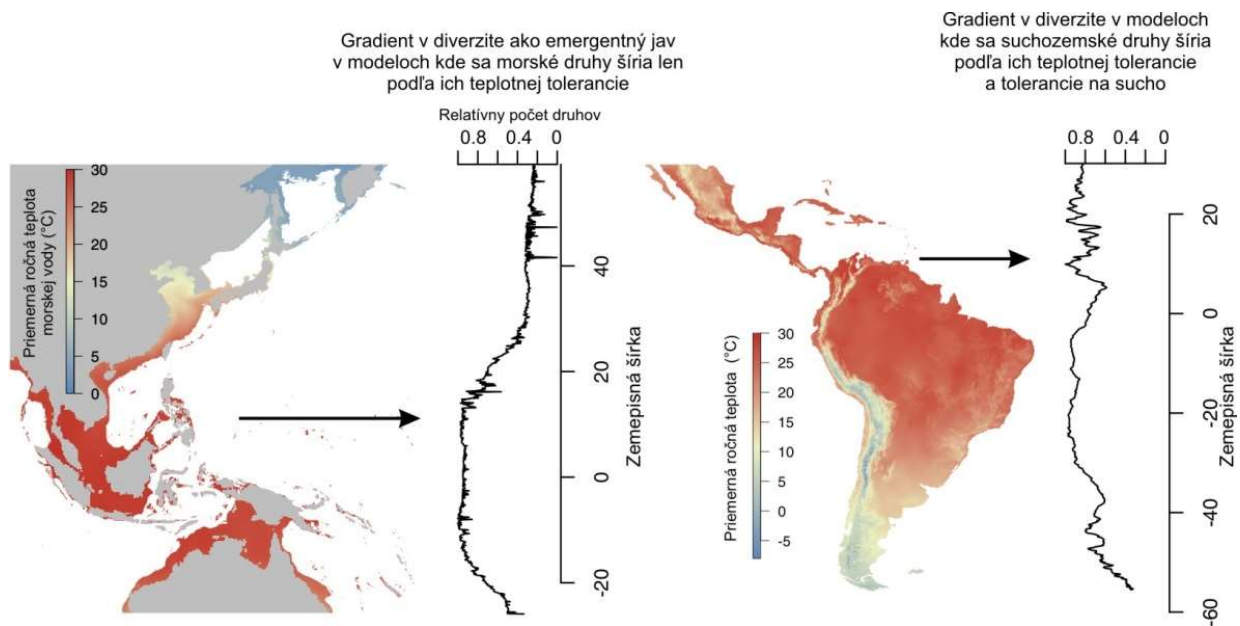 Gradient v diverzite ako emergentný jav
v modeloch kde sa morské druhy šíria len
podľa ich teplotnej tolerancie
Relatívny počet druhov
0.8 0.4 0
Priemerná ročná teplota
morskej vody (°C)
30
25
20
15
10
5
0
40
20
0
-20
Zemepisná šírka
Gradient v diverzite v modeloch
kde sa suchozemské druhy šíria
podľa ich teplotnej tolerancie
a tolerancie na sucho
0.8 0.4 0
Priemerná ročná teplota (°C)
30
25
20
15
10
5
0
-5
20
0
-20
-40
-60
Zemepisná šírka